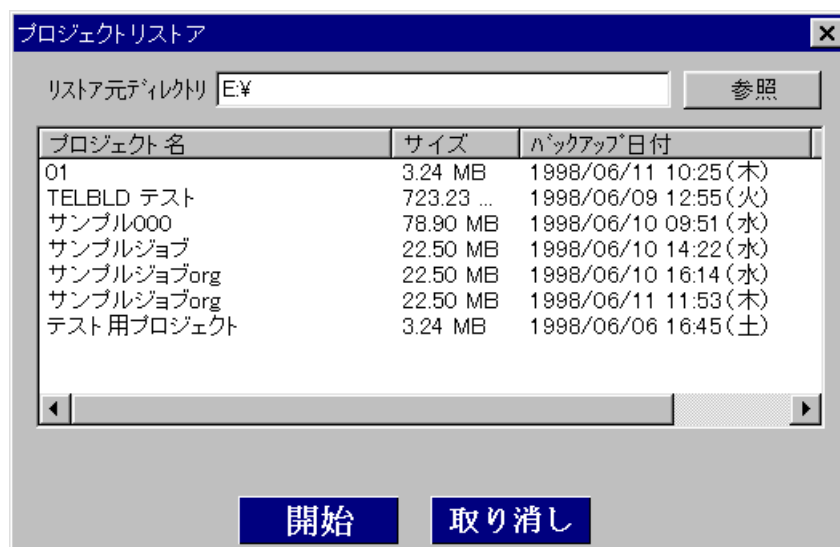 プロジェクトリストア
リストア元ディレクトリ E:¥ 参照
プロジェクト名 サイズ バックアップ日付
01 3.24 MB 1998/06/11 10:25(木)
TELBLD テスト 723.23 ... 1998/06/09 12:55(火)
サンプル000 78.90 MB 1998/06/10 09:51(水)
サンプルジョブ 22.50 MB 1998/06/10 14:22(水)
サンプルジョブorg 22.50 MB 1998/06/10 16:14(水)
サンプルジョブorg 22.50 MB 1998/06/11 11:53(木)
テスト用プロジェクト 3.24 MB 1998/06/06 16:45(土)
開始 取り消し